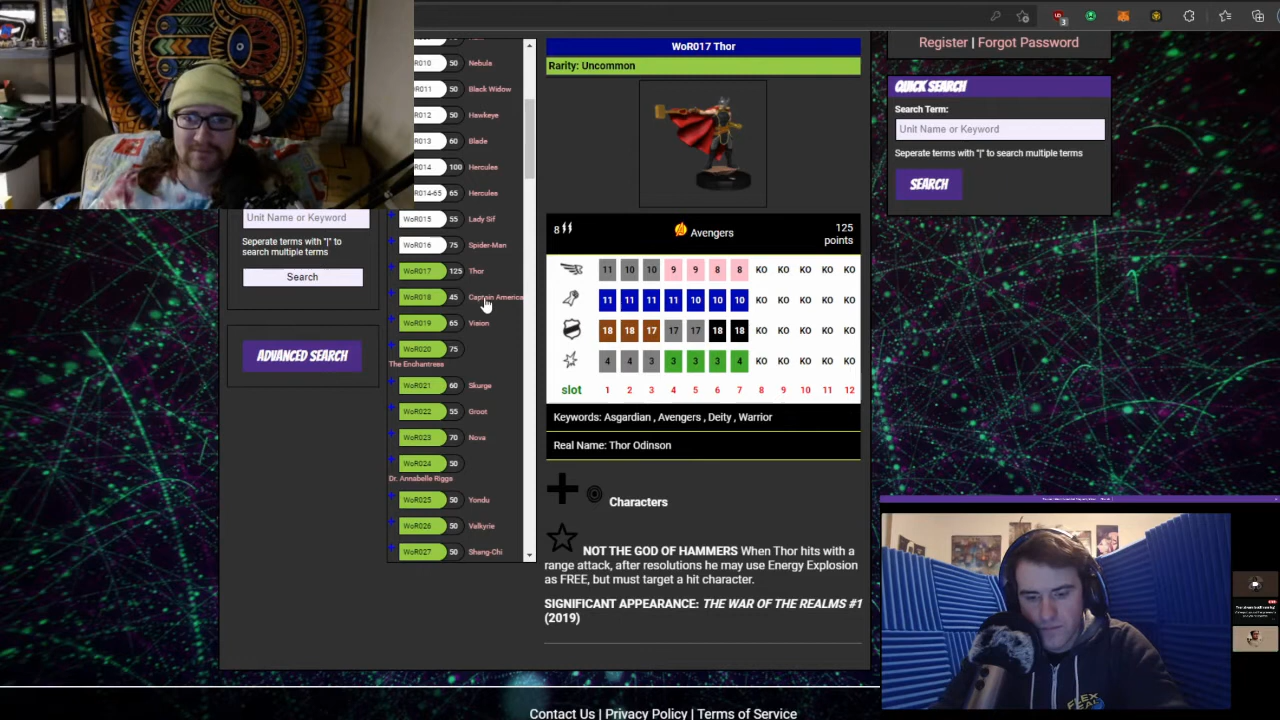 3
R010 50 Nebula
R011 50 Black Widow
R012 50 Hawkeye
R013 60 Blade
R014 100 Hercules
R014-65 65 Hercules
WoR015 55 Lady Sif
WoR016 75 Spider-Man
WoR017 125 Thor
WoR018 45 Captain America
WoR019 65 Vision
WoR020 75
The Enchantress
WoR021 60 Skurge
WoR022 55 Groot
WoR023 70 Nova
WoR024 50
Dr. Annabelle Riggs
WoR025 50 Yondu
WoR026 50 Valkyrie
WoR027 50 Shang-Chi
Unit Name or Keyword
Seperate terms with "|" to
search multiple terms
Search
ADVANCED SEARCH
WoR017 Thor
Rarity: Uncommon
8 Avengers 125
points
11 10 10 9 9 8 8 KO KO KO KO KO
11 11 11 11 10 10 10 KO KO KO KO KO
18 18 17 17 17 18 18 KO KO KO KO KO
4 4 3 3 3 3 4 KO KO KO KO KO
slot 1 2 3 4 5 6 7 8 9 10 11 12
Keywords: Asgardian , Avengers , Deity , Warrior
Real Name: Thor Odinson
Characters
NOT THE GOD OF HAMMERS When Thor hits with a
range attack, after resolutions he may use Energy Explosion
as FREE, but must target a hit character.
SIGNIFICANT APPEARANCE: THE WAR OF THE REALMS #1
(2019)
Register | Forgot Password
QUICK SEARCH
Search Term:
Unit Name or Keyword
Seperate terms with "|" to search multiple terms
SEARCH
FLEX
SEAL
Contact Us | Privacy Policy | Terms of Service